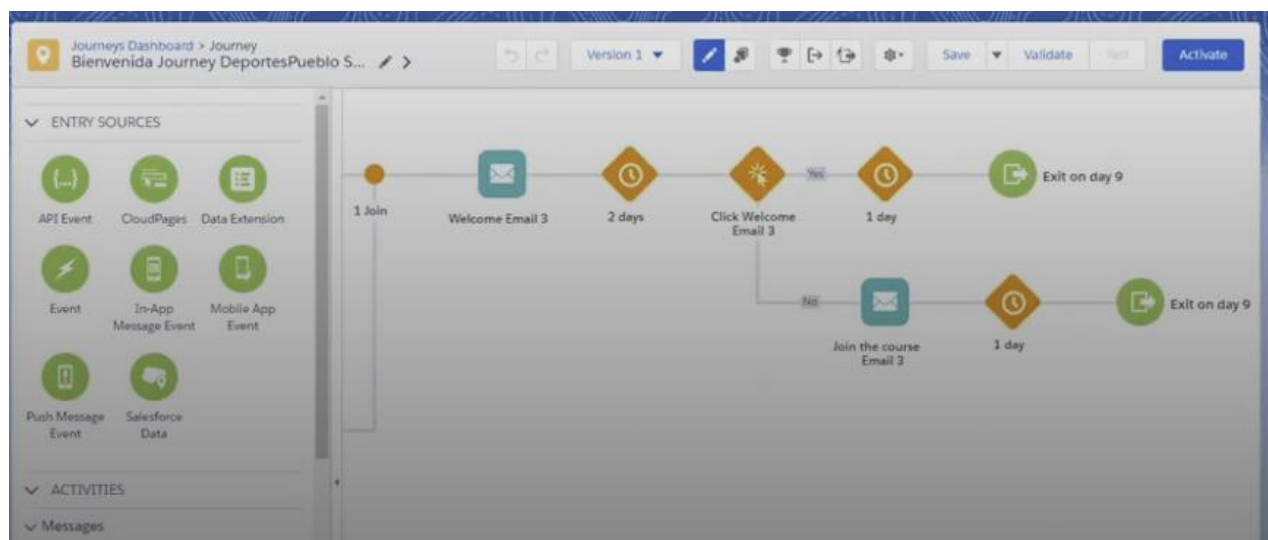 Journeys Dashboard > Journey
Bienvenida Journey DeportesPueblo S...
Version 1
Save
Validate
Test
Activate
ENTRY SOURCES
{...}
API Event
CloudPages
Data Extension
Event
In-App
Message Event
Mobile App
Event
Push Message
Event
Salesforce
Data
ACTIVITIES
Messages
1 Join
Welcome Email 3
2 days
Click Welcome
Email 3
Yes
1 day
Exit on day 9
No
Join the course
Email 3
1 day
Exit on day 9